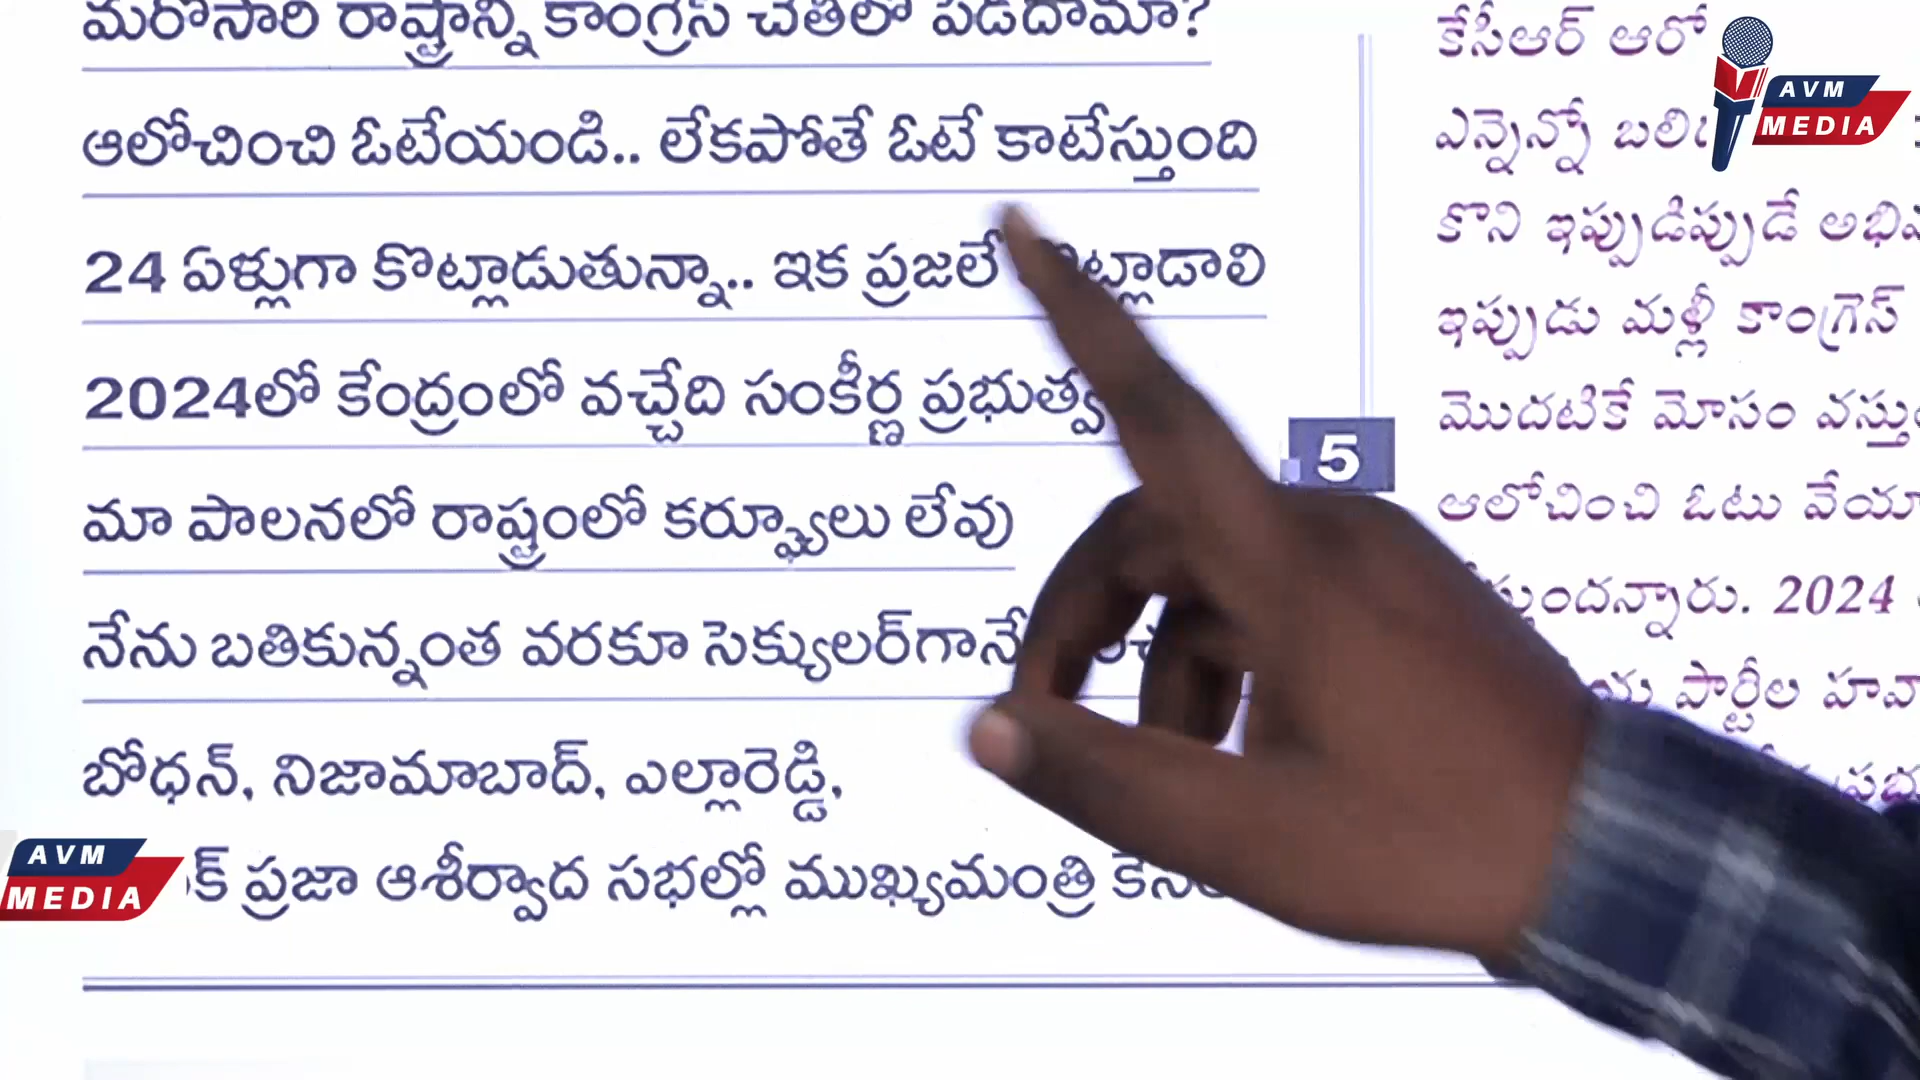 మరోసారి రాష్ట్రాన్ని కాంగ్రెస్ చేతిలో పడేద్దామా?
ఆలోచించి ఓటేయండి.. లేకపోతే ఓటే కాటేస్తుంది
24 ఏళ్లుగా కొట్లాడుతున్నా.. ఇక ప్రజలే
2024లో కేంద్రంలో వచ్చేది సంకీర్ణ ప్రభుత్వ
మా పాలనలో రాష్ట్రంలో కర్ఫ్యూలు లేవు
నేను బతికున్నంత వరకూ సెక్యులర్‌గానే
బోధన్, నిజామాబాద్, ఎల్లారెడ్డి,
క్ ప్రజా ఆశీర్వాద సభల్లో ముఖ్యమంత్రి
5
కేసీఆర్ ఆరో
ఎన్నెన్నో
కొని ఇప్పుడిప్పుడే
ఇప్పుడు మళ్లీ కాంగ్రెస్
మొదటికే మోసం
ఆలోచించి ఓటు
స్తుందన్నారు. 2024
పార్టీల
AVM
MEDIA
AVM
MEDIA